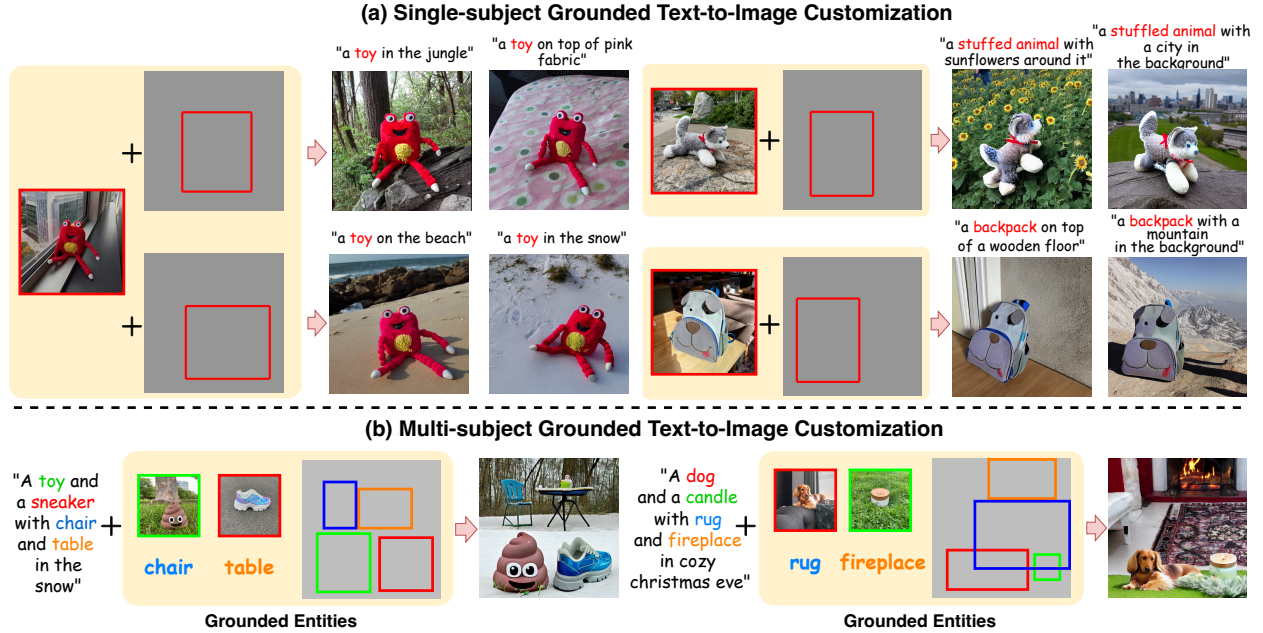 (a) Single-subject Grounded Text-to-Image Customization
"a toy in the jungle"
"a toy on top of pink
fabric"
"a stuffed animal with
sunflowers around it"
"a stuffled animal with
a city in
the background"
+
+
"a toy on the beach"
"a toy in the snow"
"a backpack on top
of a wooden floor"
"a backpack with a
mountain
in the background"
+
+
(b) Multi-subject Grounded Text-to-Image Customization
"A toy and
a sneaker
with chair
and table
in the
snow"
+
chair
table
Grounded Entities
"A dog
and a candle
with rug
and fireplace
in cozy
christmas eve"
+
rug
fireplace
Grounded Entities